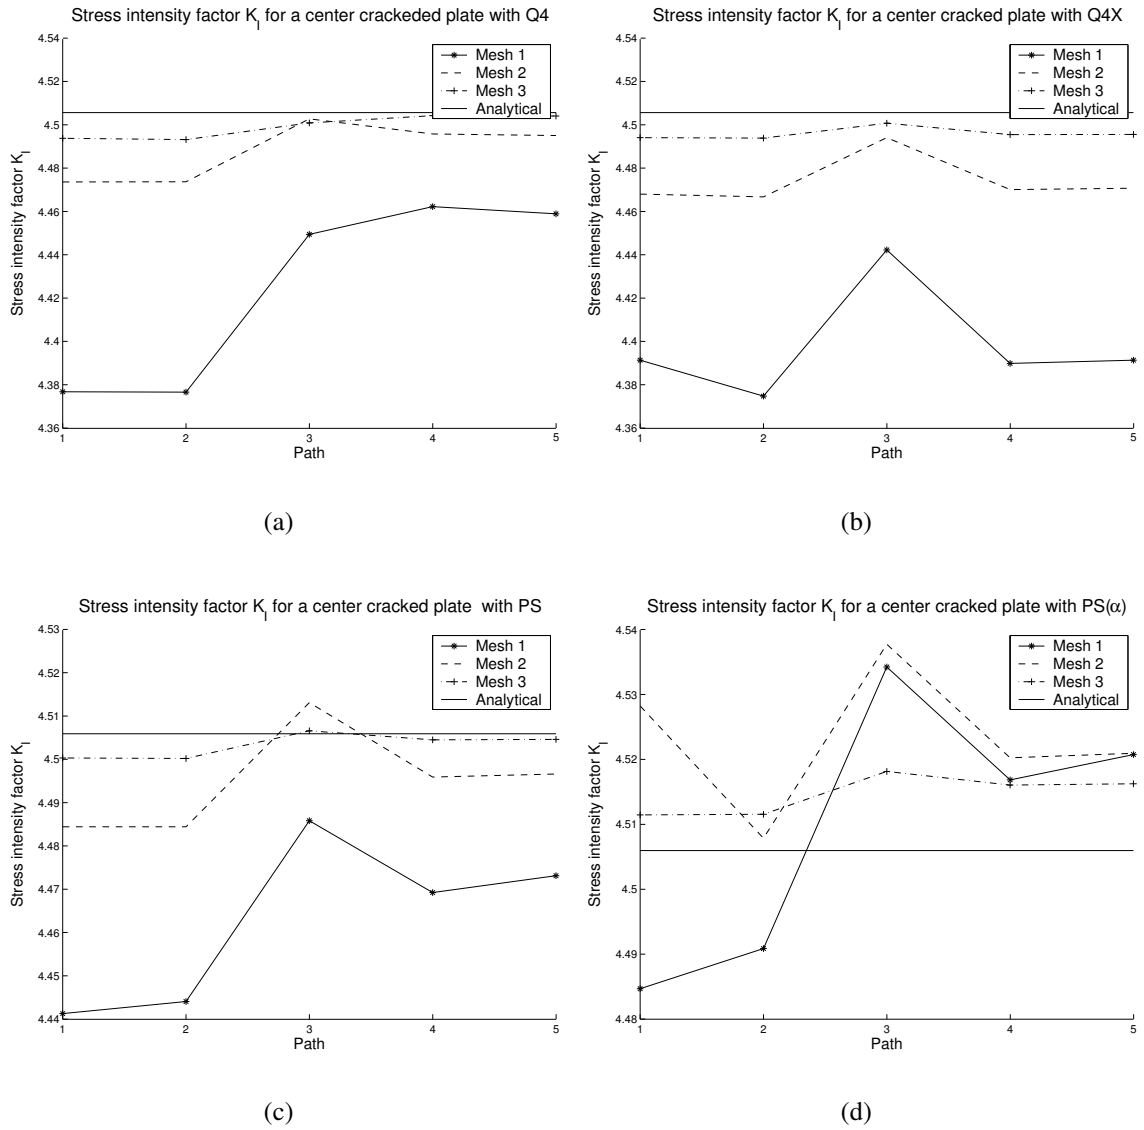 Stress intensity factor K_I for a center crackeded plate with Q4
4.54
4.52
4.5
4.48
4.46
4.44
4.42
4.4
4.38
4.36
Stress intensity factor K_I
Mesh 1
Mesh 2
Mesh 3
Analytical
1 2 3 4 5
Path
(a)
Stress intensity factor K_I for a center cracked plate with Q4X
4.54
4.52
4.5
4.48
4.46
4.44
4.42
4.4
4.38
4.36
Stress intensity factor K_I
Mesh 1
Mesh 2
Mesh 3
Analytical
1 2 3 4 5
Path
(b)
Stress intensity factor K_I for a center cracked plate with PS
4.53
4.52
4.51
4.5
4.49
4.48
4.47
4.46
4.45
4.44
Stress intensity factor K_I
Mesh 1
Mesh 2
Mesh 3
Analytical
1 2 3 4 5
Path
(c)
Stress intensity factor K_I for a center cracked plate with PS(α)
4.54
4.53
4.52
4.51
4.5
4.49
4.48
Stress intensity factor K_I
Mesh 1
Mesh 2
Mesh 3
Analytical
1 2 3 4 5
Path
(d)